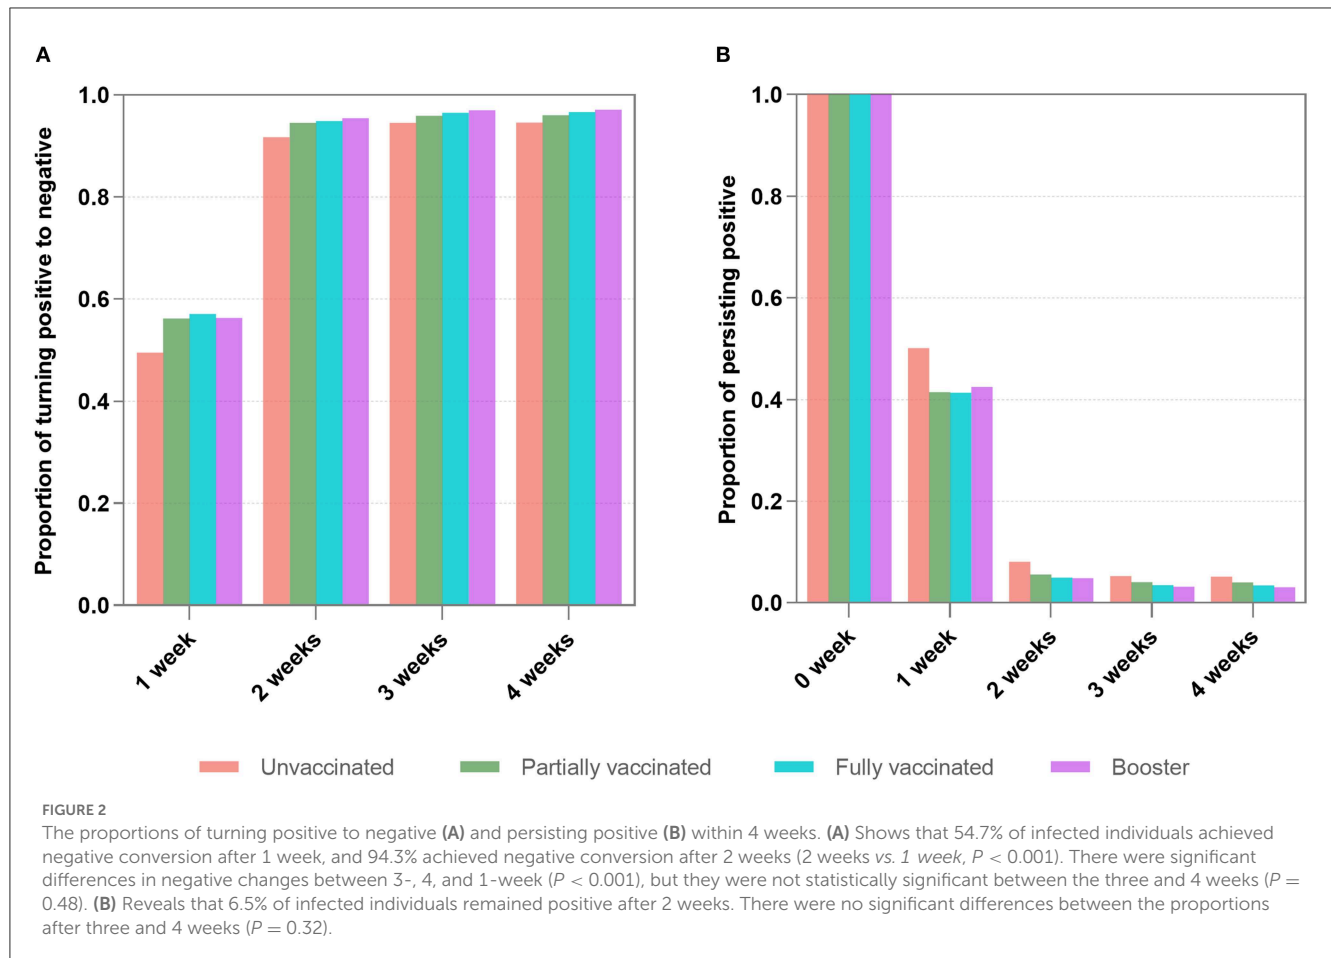 A
B
Proportion of turning positive to negative
1.0
0.8
0.6
0.4
0.2
0.0
1 week
2 weeks
3 weeks
4 weeks
Proportion of persisting positive
1.0
0.8
0.6
0.4
0.2
0.0
0 week
1 week
2 weeks
3 weeks
4 weeks
Unvaccinated
Partially vaccinated
Fully vaccinated
Booster
FIGURE 2
The proportions of turning positive to negative (A) and persisting positive (B) within 4 weeks. (A) Shows that 54.7% of infected individuals achieved
negative conversion after 1 week, and 94.3% achieved negative conversion after 2 weeks (2 weeks vs. 1 week, P < 0.001). There were significant
differences in negative changes between 3-, 4, and 1-week (P < 0.001), but they were not statistically significant between the three and 4 weeks (P =
0.48). (B) Reveals that 6.5% of infected individuals remained positive after 2 weeks. There were no significant differences between the proportions
after three and 4 weeks (P = 0.32).